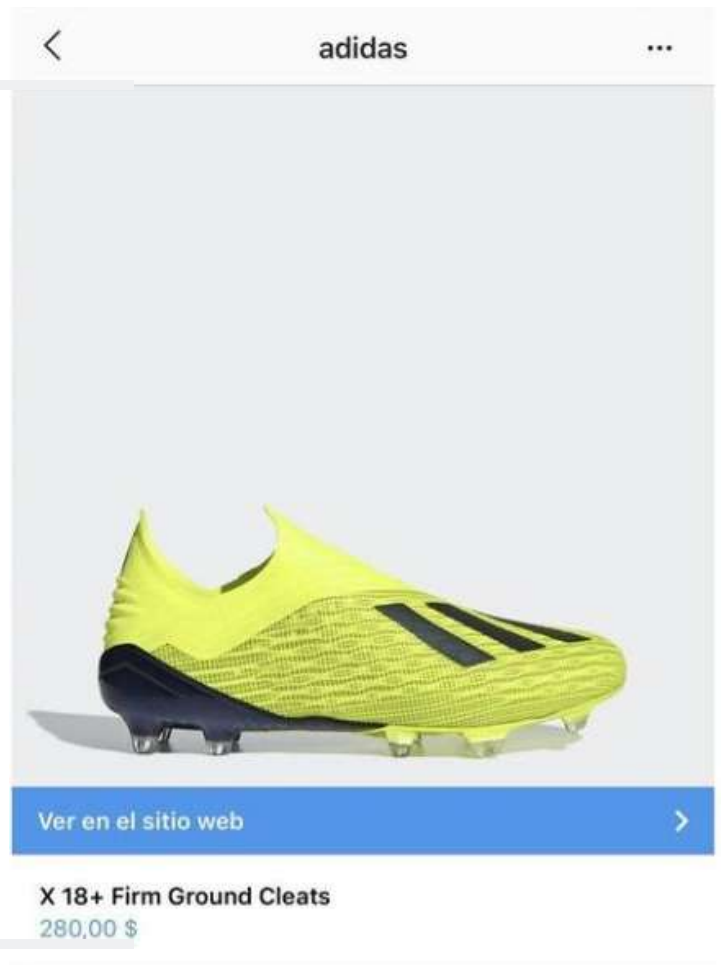 adidas
Ver en el sitio web
X 18+ Firm Ground Cleats
280,00 $